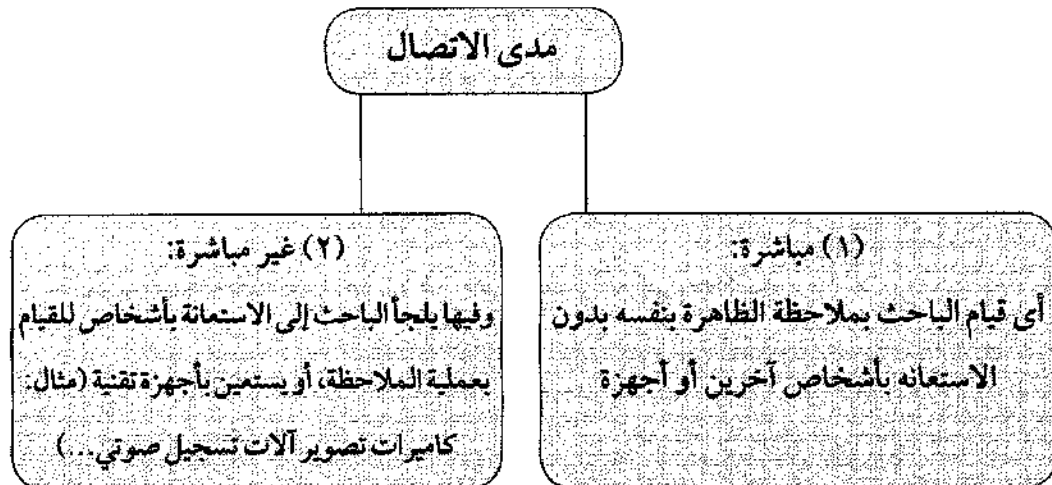 مدى الاتصال
(١) مباشرة:
أى قيام الباحث بملاحظة الظاهرة بنفسه بدون
الاستعانه بأشخاص آخرين أو أجهزة
(٢) غير مباشرة:
وفيها يلجأ الباحث إلى الاستعانة بأشخاص للقيام
بعملية الملاحظة، أو يستعين بأجهزة تقنية (مثال:
كاميرات تصوير آلات تسجيل صوتي...)